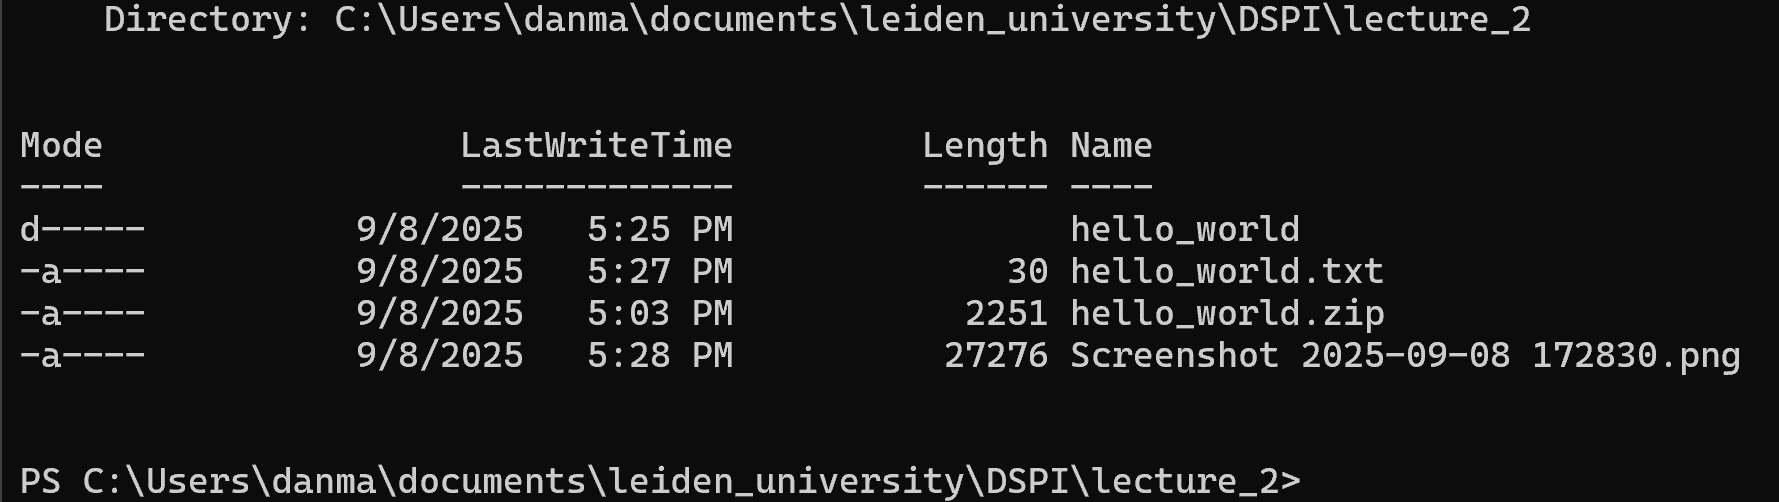 Directory: C:\Users\danma\documents\leiden_university\DSPI\lecture_2
Mode                 LastWriteTime         Length Name
----                 -------------         ------ ----
d-----          9/8/2025   5:25 PM                hello_world
-a----          9/8/2025   5:27 PM             30 hello_world.txt
-a----          9/8/2025   5:03 PM           2251 hello_world.zip
-a----          9/8/2025   5:28 PM          27276 Screenshot 2025-09-08 172830.png
PS C:\Users\danma\documents\leiden_university\DSPI\lecture_2>